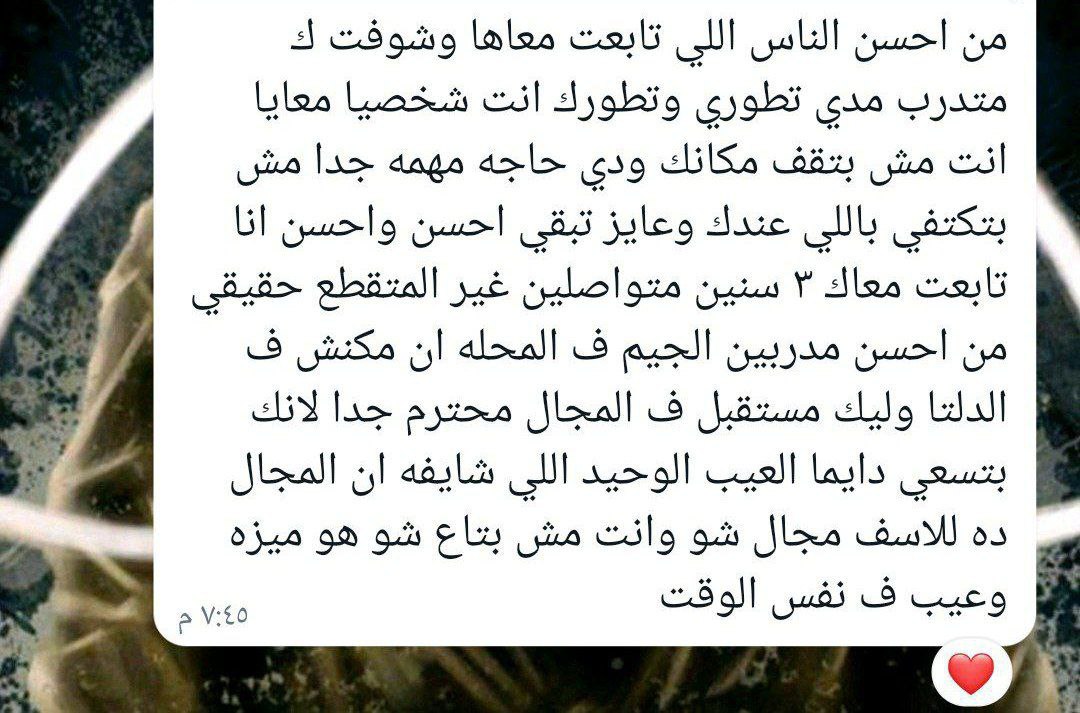 من احسن الناس اللي تابعت معاها وشوفت ك
متدرب مدي تطوري وتطورك انت شخصيا معايا
انت مش بتقف مكانك ودي حاجه مهمه جدا مش
بتكتفي باللي عندك وعايز تبقي احسن واحسن انا
تابعت معاك ٣ سنين متواصلين غير المتقطع حقيقي
من احسن مدربين الجيم ف المحله ان مكنش ف
الدلتا وليك مستقبل ف المجال محترم جدا لانك
بتسعي دايما العيب الوحيد اللي شايفه ان المجال
ده للاسف مجال شو وانت مش بتاع شو هو ميزه
وعيب ف نفس الوقت
٧:٤٥ م